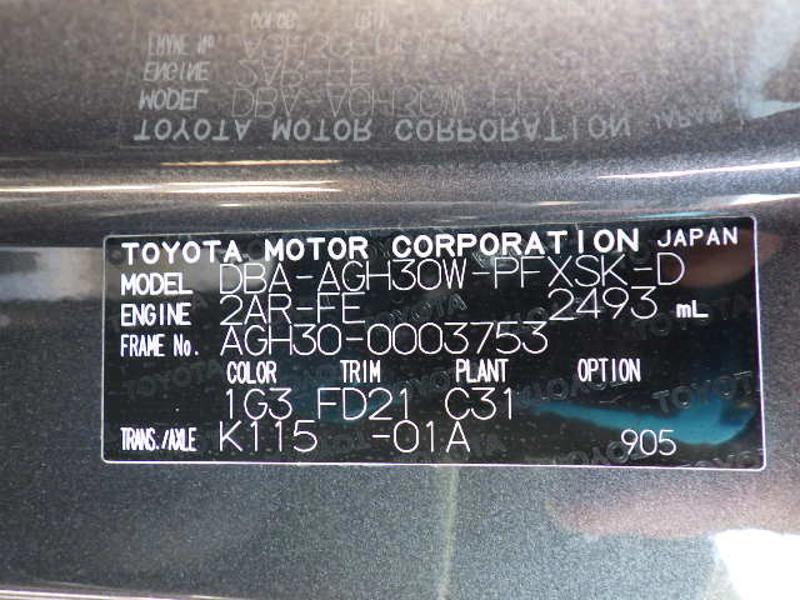 TOYOTA MOTOR CORPORATION JAPAN
MODEL DBA-AGH30W-PFXSK-D
ENGINE 2AR-FE 2493 mL
FRAME No. AGH30-0003753
COLOR TRIM PLANT OPTION
1G3 FD21 C31
TRANS./AXLE K115 -01A 905